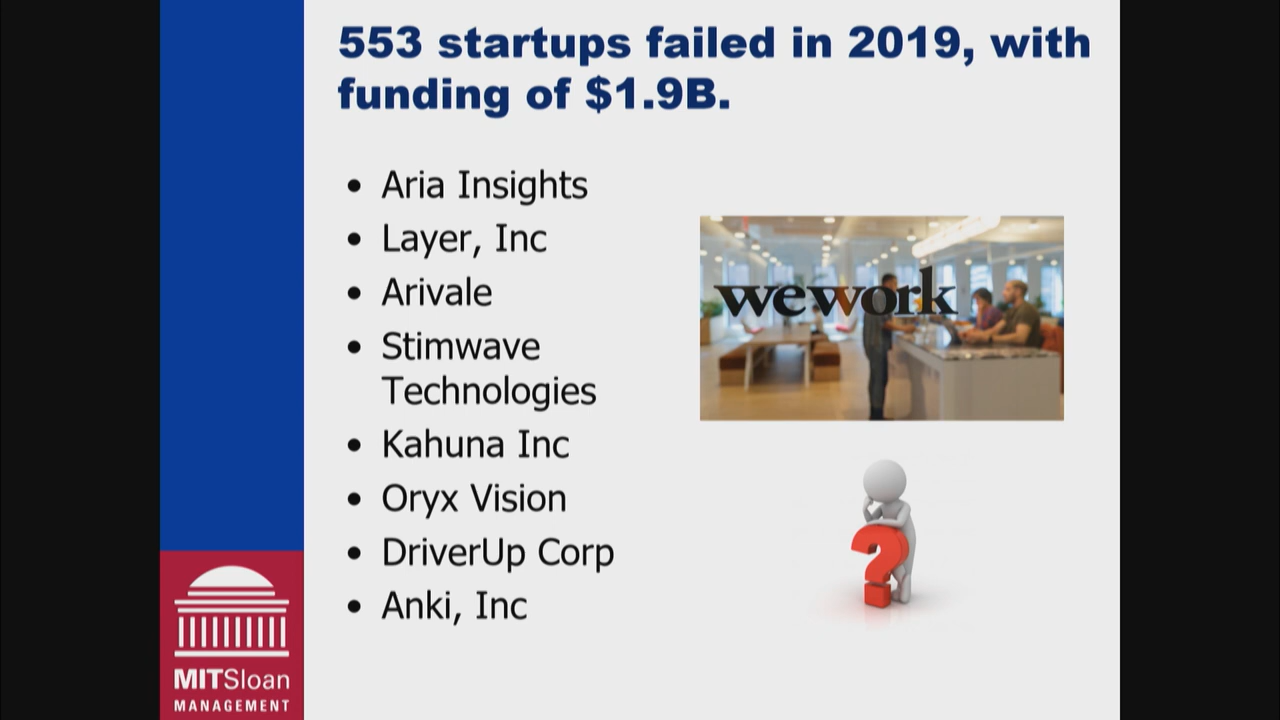 553 startups failed in 2019, with
funding of $1.9B.
• Aria Insights
• Layer, Inc
• Arivale
• Stimwave
Technologies
• Kahuna Inc
• Oryx Vision
• DriverUp Corp
• Anki, Inc
wework
?
MITSloan
MANAGEMENT